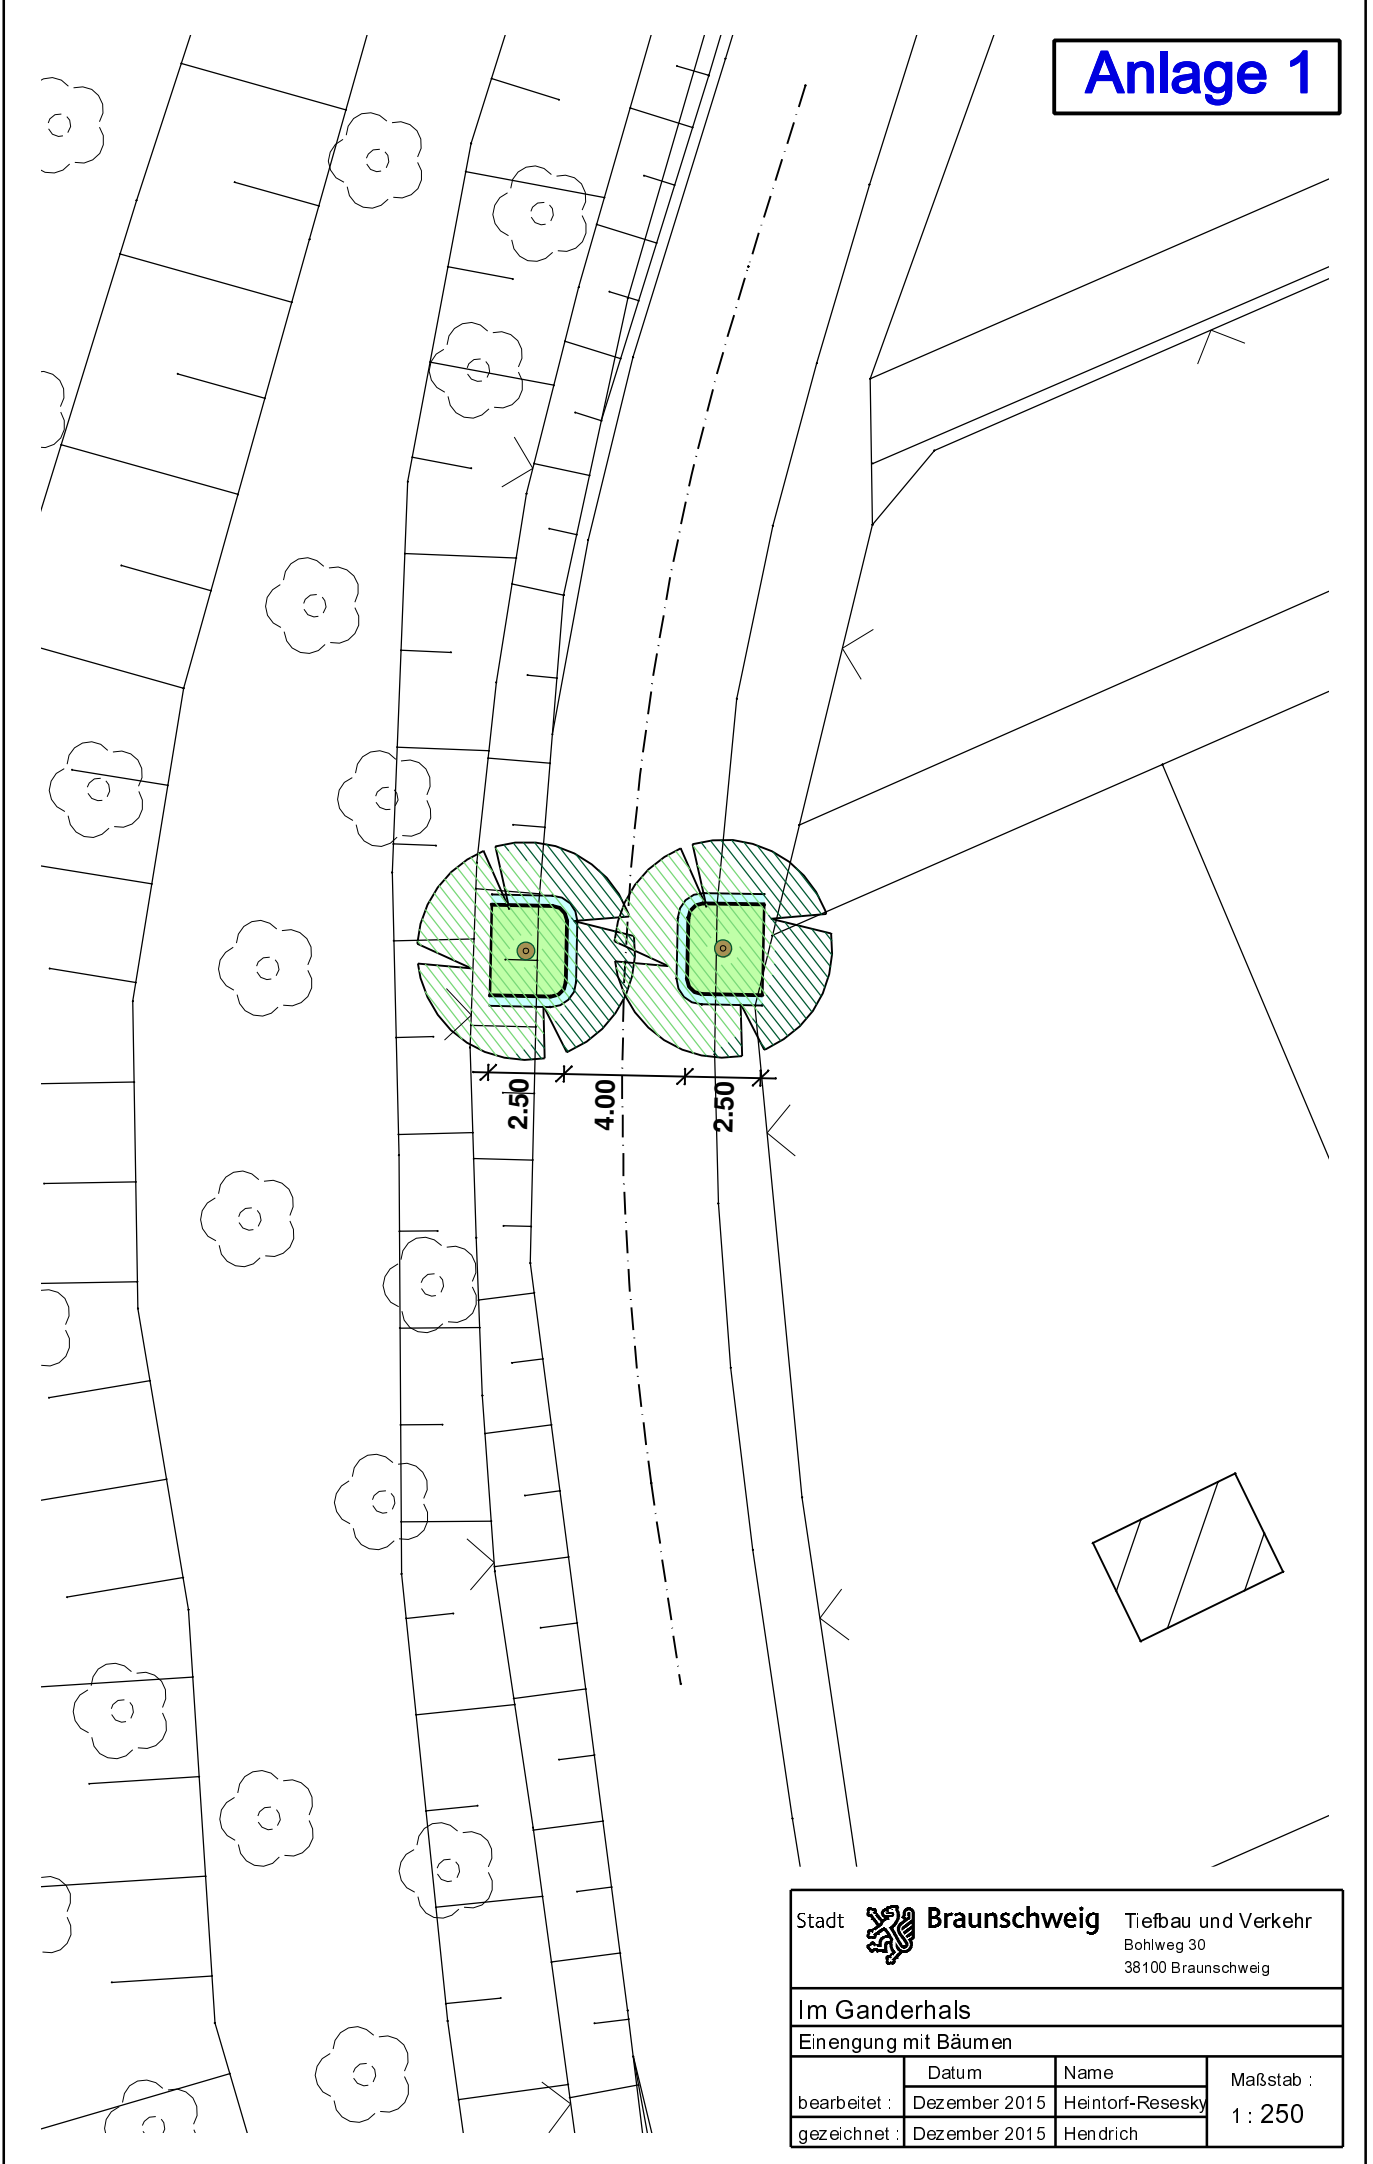 Anlage 1
2.50
4.00
2.50
Stadt Braunschweig Tiefbau und Verkehr
Bohlweg 30
38100 Braunschweig
Im Ganderhals
Einengung mit Bäumen
Datum Name Maßstab :
bearbeitet : Dezember 2015 Heintorf-Resesky 1 : 250
gezeichnet : Dezember 2015 Hendrich